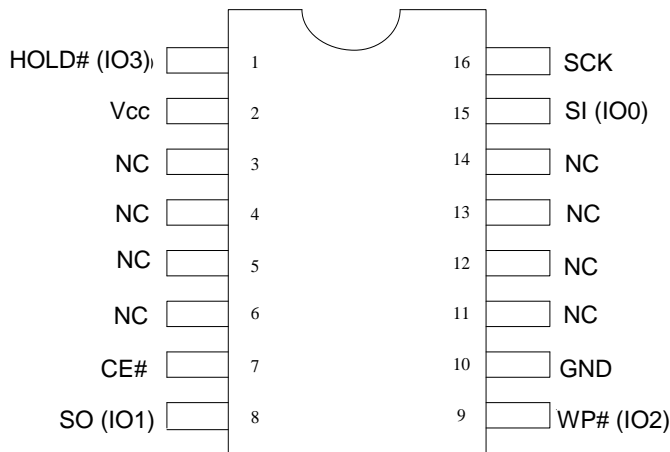 HOLD# (IO3) 1 16 SCK
Vcc 2 15 SI (IO0)
NC 3 14 NC
NC 4 13 NC
NC 5 12 NC
NC 6 11 NC
CE# 7 10 GND
SO (IO1) 8 9 WP# (IO2)